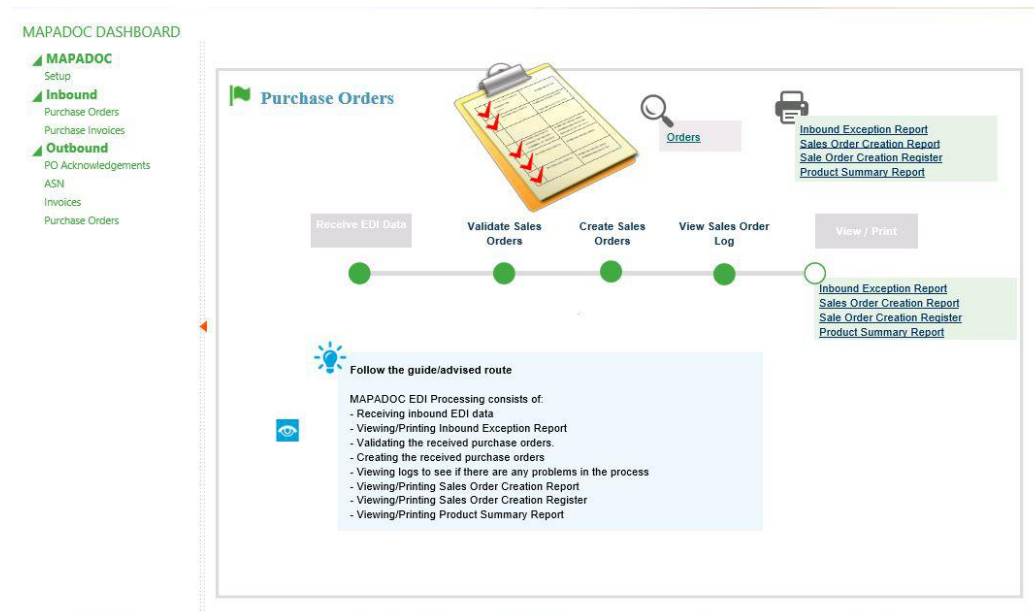 MAPADOC DASHBOARD
MAPADOC
Setup
Inbound
Purchase Orders
Purchase Invoices
Outbound
PO Acknowledgements
ASN
Invoices
Purchase Orders
Purchase Orders
Orders
Inbound Exception Report
Sales Order Creation Report
Sale Order Creation Register
Product Summary Report
Receive EDI Data
Validate Sales
Orders
Create Sales
Orders
View Sales Order
Log
View / Print
Inbound Exception Report
Sales Order Creation Report
Sale Order Creation Register
Product Summary Report
Follow the guide/advised route
MAPADOC EDI Processing consists of:
- Receiving inbound EDI data
- Viewing/Printing Inbound Exception Report
- Validating the received purchase orders.
- Creating the received purchase orders
- Viewing logs to see if there are any problems in the process
- Viewing/Printing Sales Order Creation Report
- Viewing/Printing Sales Order Creation Register
- Viewing/Printing Product Summary Report